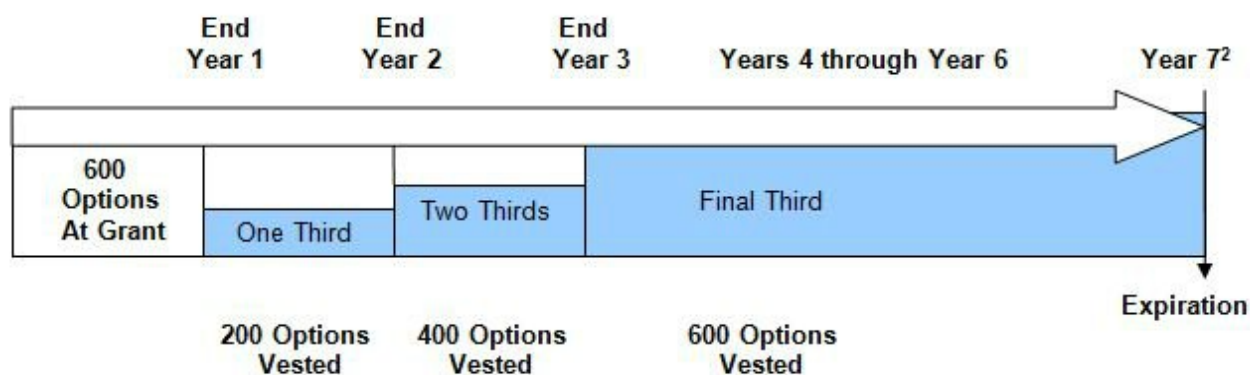 End
Year 1
End
Year 2
End
Year 3
Years 4 through Year 6
Year 7²
600
Options
At Grant
One Third
Two Thirds
Final Third
Expiration
200 Options
Vested
400 Options
Vested
600 Options
Vested